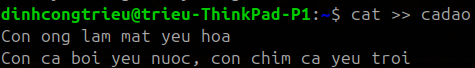 dinhcongtrieu@trieu-ThinkPad-P1:~$ cat >> cadao
Con ong lam mat yeu hoa
Con ca boi yeu nuoc, con chim ca yeu troi